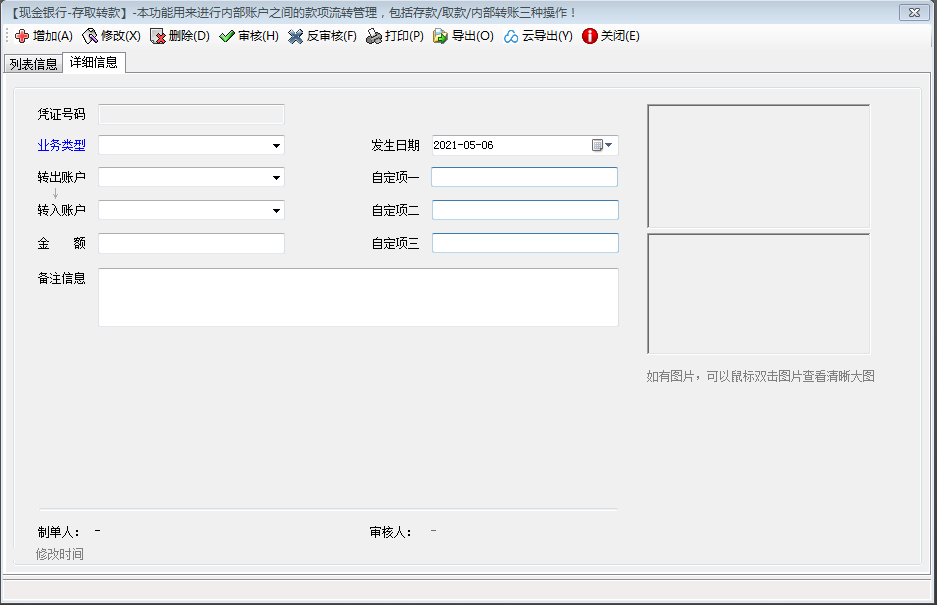 【现金银行-存取转款】-本功能用来进行内部账户之间的款项流转管理，包括存款/取款/内部转账三种操作！
增加(A) 修改(X) 删除(D) 审核(H) 反审核(F) 打印(P) 导出(O) 云导出(Y) 关闭(E)
列表信息 详细信息
凭证号码
业务类型 发生日期 2021-05-06
转出账户 自定项一
↓
转入账户 自定项二
金 额 自定项三
备注信息
如有图片，可以鼠标双击图片查看清晰大图
制单人： - 审核人： -
修改时间